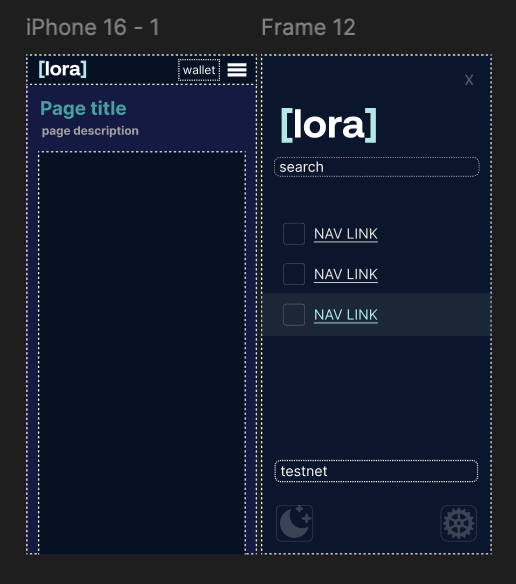 iPhone 16 - 1
[lora]
wallet
Page title
page description
Frame 12
X
[lora]
search
NAV LINK
NAV LINK
NAV LINK
testnet